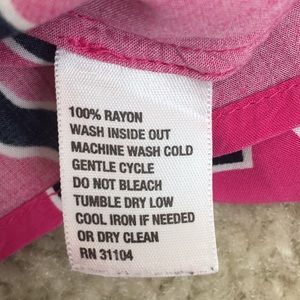 100% RAYON
WASH INSIDE OUT
MACHINE WASH COLD
GENTLE CYCLE
DO NOT BLEACH
TUMBLE DRY LOW
COOL IRON IF NEEDED
OR DRY CLEAN
RN 31104